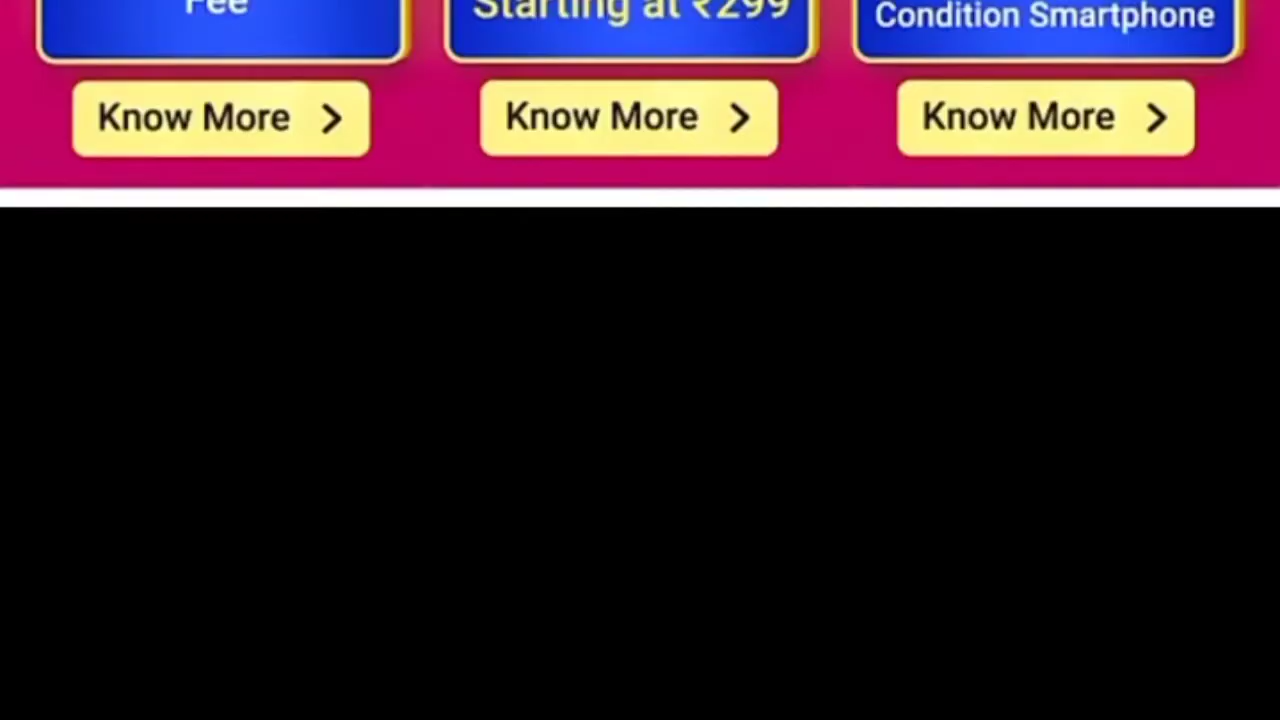 Fee
Starting at ₹299
Condition Smartphone
Know More
Know More
Know More